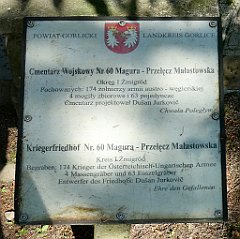 POWIAT GORLICKI LANDKREIS GORLICE
Cmentarz Wojskowy Nr 60 Magura - Przełęcz Małastowska
Okręg I Żmigród
Pochowanych: 174 żołnierzy armii austro - węgierskiej
4 mogiły zbiorowe i 63 pojedyncze
Cmentarz projektował Dušan Jurkovič
Chwała Poległym
Kriegerfriedhof Nr. 60 Magura - Przełęcz Małastowska
Kreis I Żmigród
Begraben: 174 Krieger der Österreichisch-Ungarischen Armee
4 Massengräber und 63 Einzelgräber
Entwerfer des Friedhofs: Dušan Jurkovič
Ehre den Gefallenen